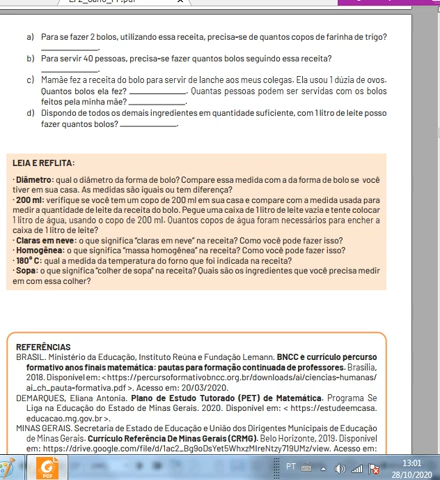 a) Para se fazer 2 bolos, utilizando essa receita, precisa-se de quantos copos de farinha de trigo?
____________.
b) Para servir 40 pessoas, precisa-se fazer quantos bolos seguindo essa receita?
____________.
c) Mamãe fez a receita do bolo para servir de lanche aos meus colegas. Ela usou 1 dúzia de ovos.
Quantos bolos ela fez? ____________. Quantas pessoas podem ser servidas com os bolos
feitos pela minha mãe? ____________.
d) Dispondo de todos os demais ingredientes em quantidade suficiente, com 1 litro de leite posso
fazer quantos bolos? ____________.
LEIA E REFLITA:
· Diâmetro: qual o diâmetro da forma de bolo? Compare essa medida com a da forma de bolo se você
tiver em sua casa. As medidas são iguais ou tem diferença?
· 200 ml: verifique se você tem um copo de 200 ml em sua casa e compare com a medida usada para
medir a quantidade de leite da receita do bolo. Pegue uma caixa de 1 litro de leite vazia e tente colocar
1 litro de água, usando o copo de 200 ml. Quantos copos de água foram necessários para encher a
caixa de 1 litro de leite?
· Claras em neve: o que significa "claras em neve" na receita? Como você pode fazer isso?
· Homogênea: o que significa "massa homogênea" na receita? Como você pode fazer isso?
· 180° C: qual a medida da temperatura do forno que foi indicada na receita?
· Sopa: o que significa "colher de sopa" na receita? Quais são os ingredientes que você precisa medir
em com essa colher?
REFERÊNCIAS
BRASIL. Ministério da Educação, Instituto Reúna e Fundação Lemann. BNCC e currículo percurso
formativo anos finais matemática: pautas para formação continuada de professores. Brasília,
2018. Disponível em: < https://percursoformativobncc.org.br/downloads/ai/ciencias-humanas/
ai_ch_pauta-formativa.pdf >. Acesso em: 20/03/2020.
DEMARQUES, Eliana Antonia. Plano de Estudo Tutorado (PET) de Matemática. Programa Se
Liga na Educação do Estado de Minas Gerais. 2020. Disponível em: < https://estudeemcasa.
educacao.mg.gov.br >.
MINAS GERAIS. Secretaria de Estado de Educação e União dos Dirigentes Municipais de Educação
de Minas Gerais. Currículo Referência De Minas Gerais (CRMG). Belo Horizonte, 2019. Disponível
em: https://drive.google.com/file/d/1ac2_Bg9oDsYet5WhxzMIreNtzy719UMz/view. Acesso em:
PDF
PT
13:01
28/10/2020